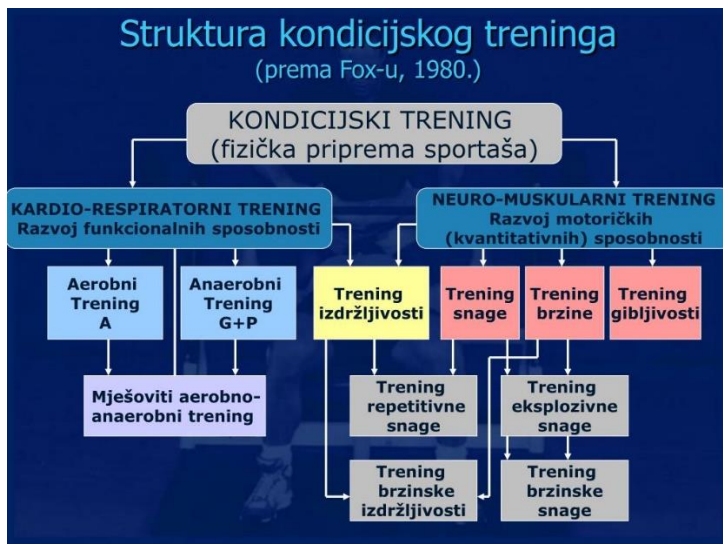 Struktura kondicijskog treninga
(prema Fox-u, 1980.)
KONDICIJSKI TRENING
(fizička priprema sportaša)
KARDIO-RESPIRATORNI TRENING
Razvoj funkcionalnih sposobnosti
NEURO-MUSKULARNI TRENING
Razvoj motoričkih
(kvantitativnih) sposobnosti
Aerobni
Trening
A
Anaerobni
Trening
G+P
Trening
izdržljivosti
Trening
snage
Trening
brzine
Trening
gibljivosti
Mješoviti aerobno-
anaerobni trening
Trening
repetitivne
snage
Trening
eksplozivne
snage
Trening
brzinske
izdržljivosti
Trening
brzinske
snage